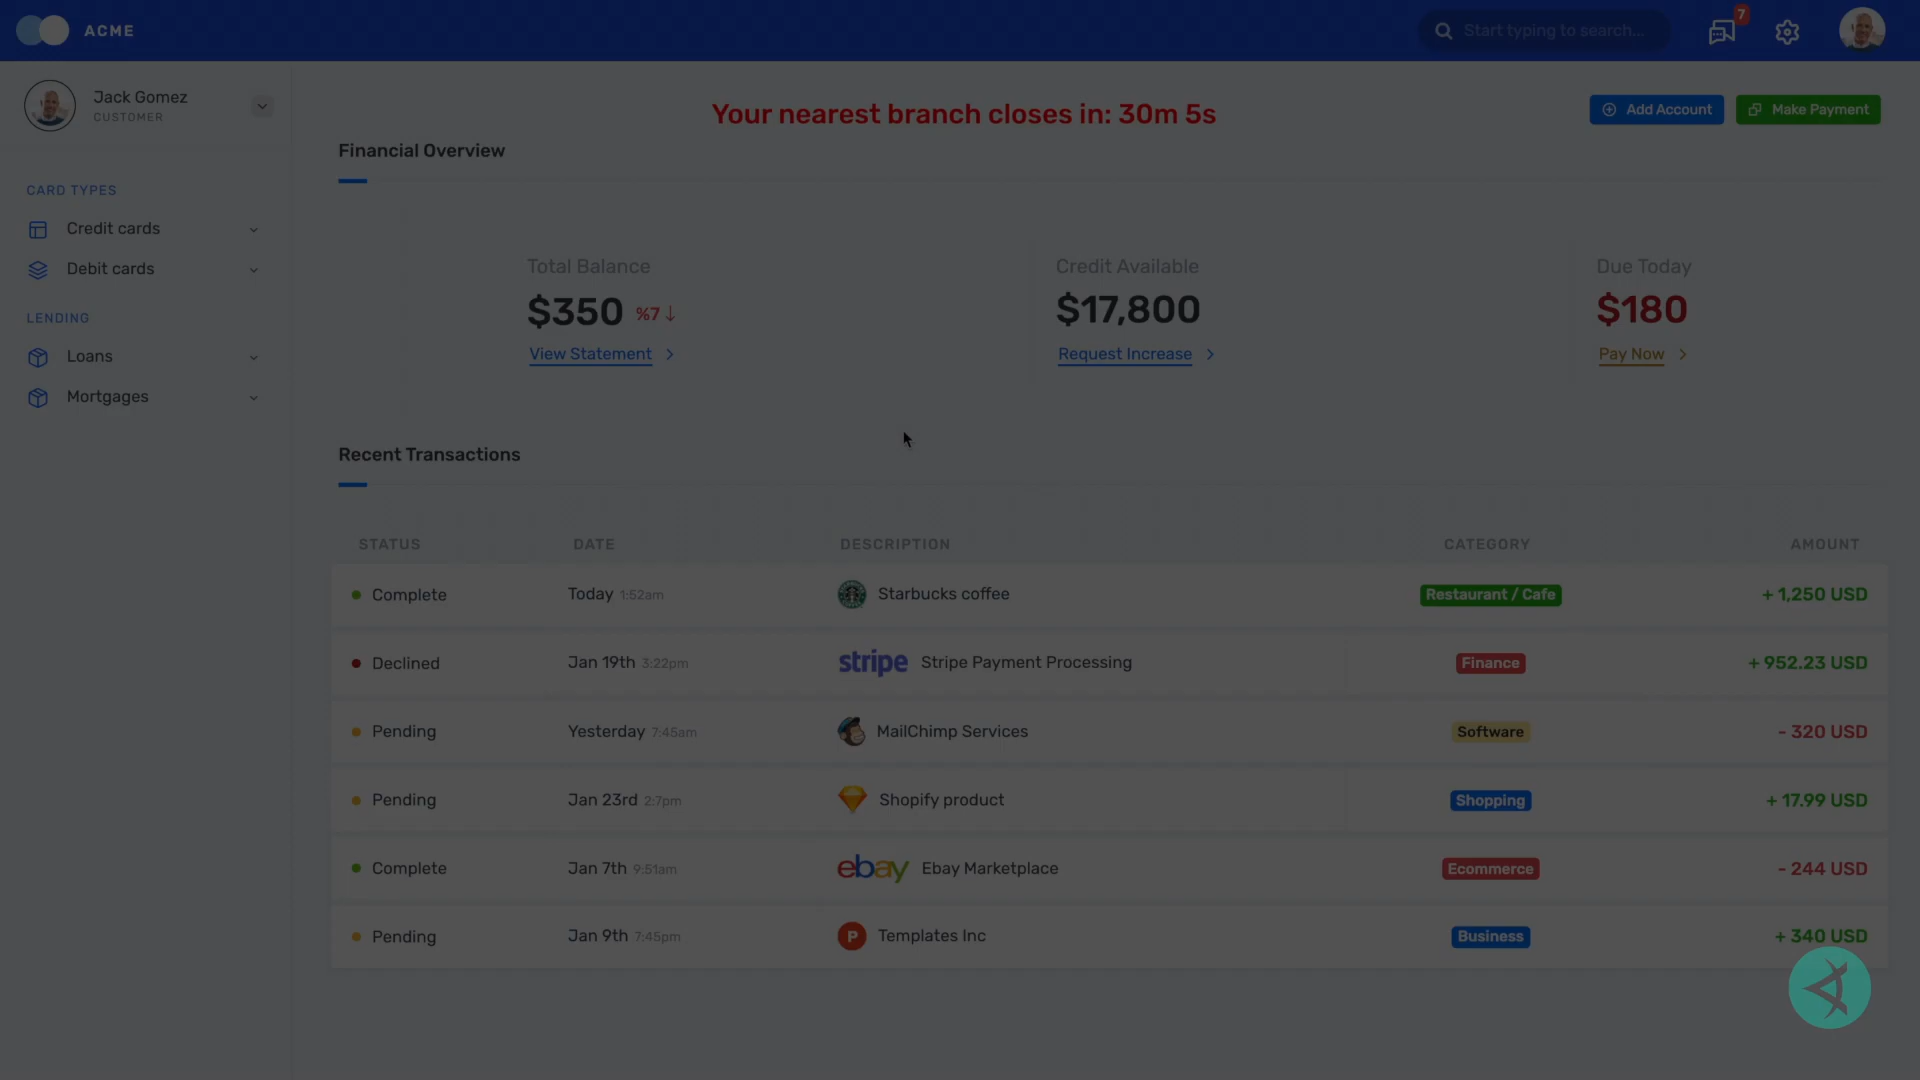 ACME
Start typing to search...
7
Jack Gomez
CUSTOMER
Your nearest branch closes in: 30m 5s
Add Account
Make Payment
Financial Overview
CARD TYPES
Credit cards
Debit cards
LENDING
Loans
Mortgages
Total Balance
$350 %7 ↓
View Statement
Credit Available
$17,800
Request Increase
Due Today
$180
Pay Now
Recent Transactions
STATUS DATE DESCRIPTION CATEGORY AMOUNT
Complete Today 1:52am Starbucks coffee Restaurant / Cafe + 1,250 USD
Declined Jan 19th 3:22pm stripe Stripe Payment Processing Finance + 952.23 USD
Pending Yesterday 7:45am MailChimp Services Software - 320 USD
Pending Jan 23rd 2:7pm Shopify product Shopping + 17.99 USD
Complete Jan 7th 9:51am ebay Ebay Marketplace Ecommerce - 244 USD
Pending Jan 9th 7:45pm P Templates Inc Business + 340 USD